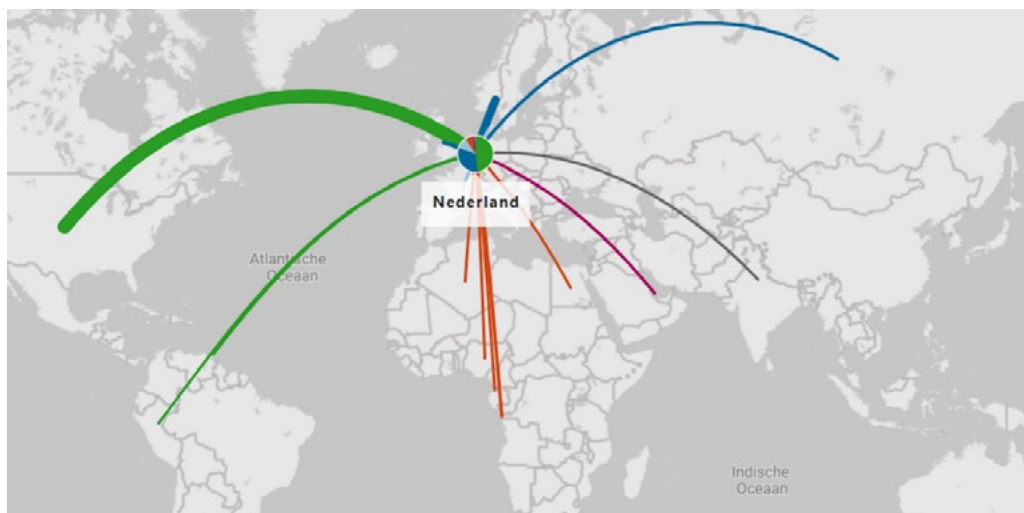 Nederland
Atlantische
Oceaan
Indische
Oceaan